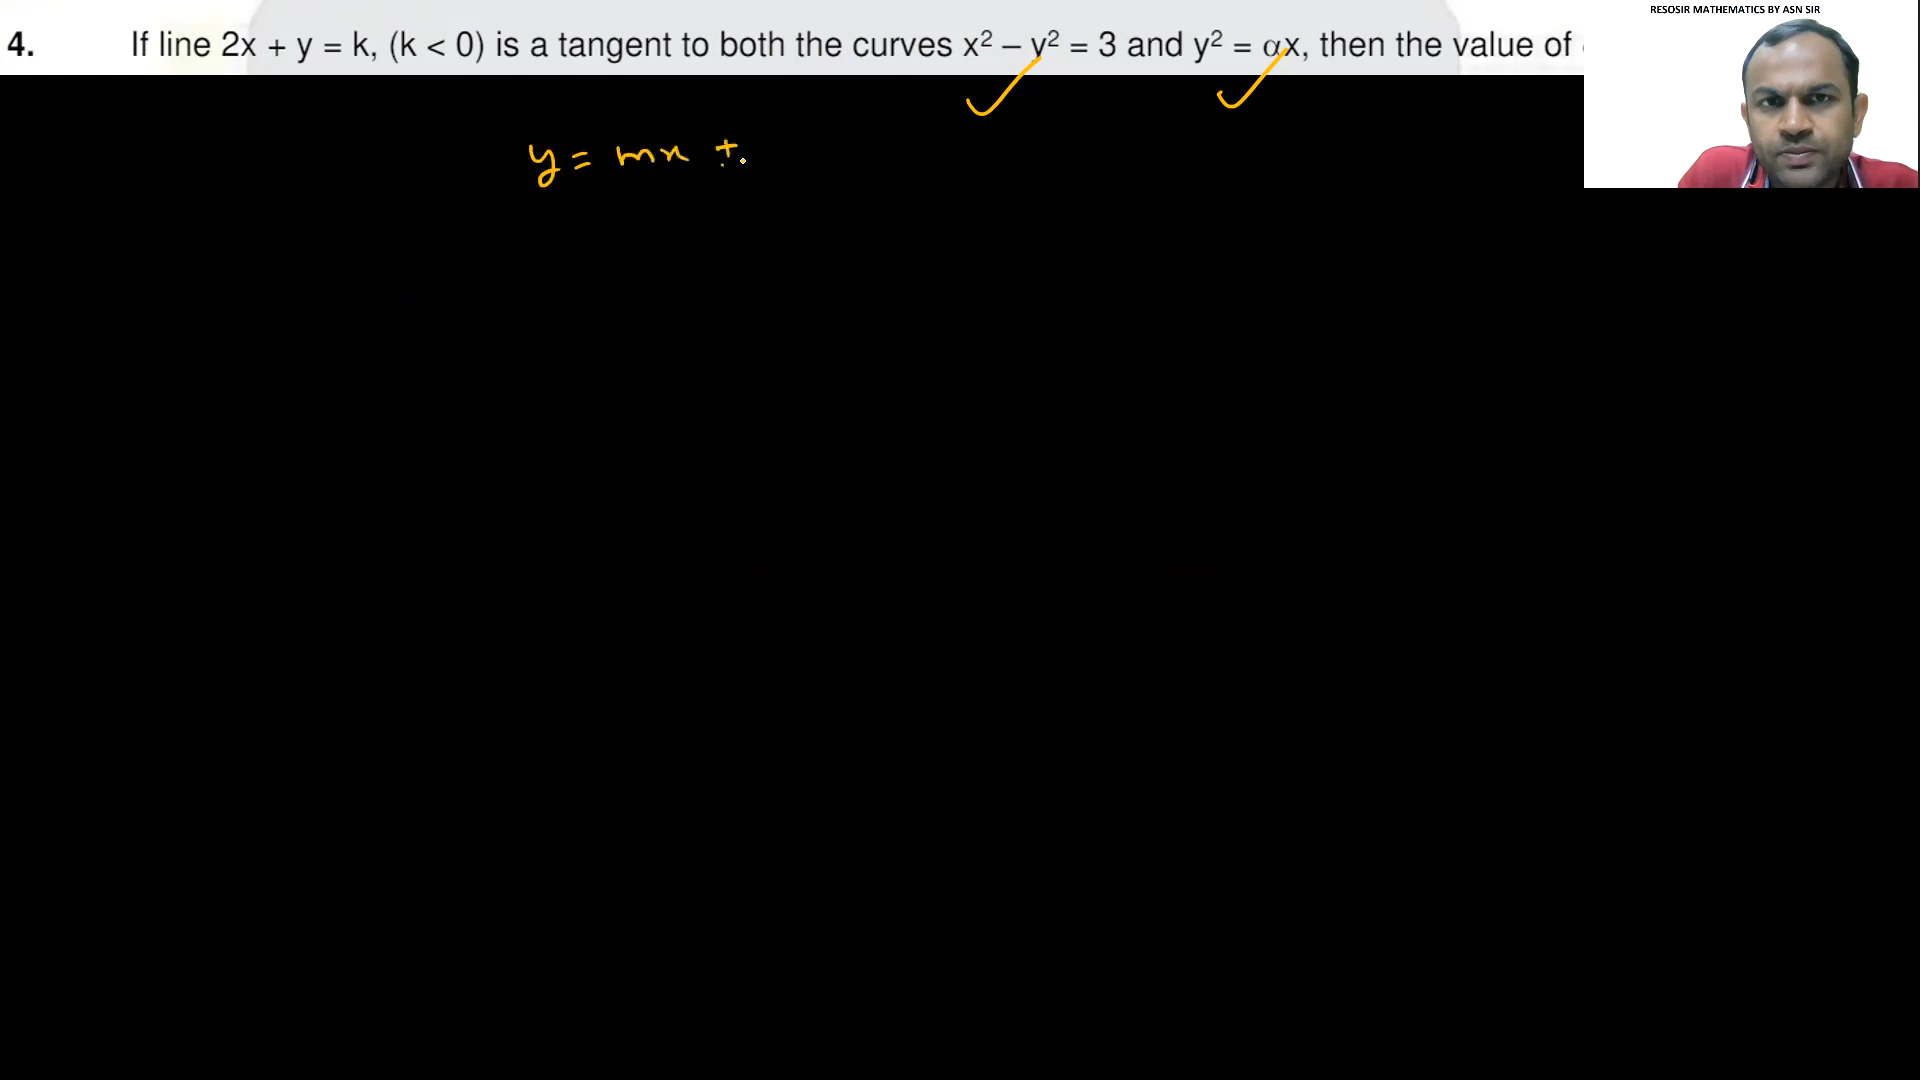 RESOSIR MATHEMATICS BY ASN SIR
4. If line 2x + y = k, (k < 0) is a tangent to both the curves x² – y² = 3 and y² = αx, then the value of
y = mx ±